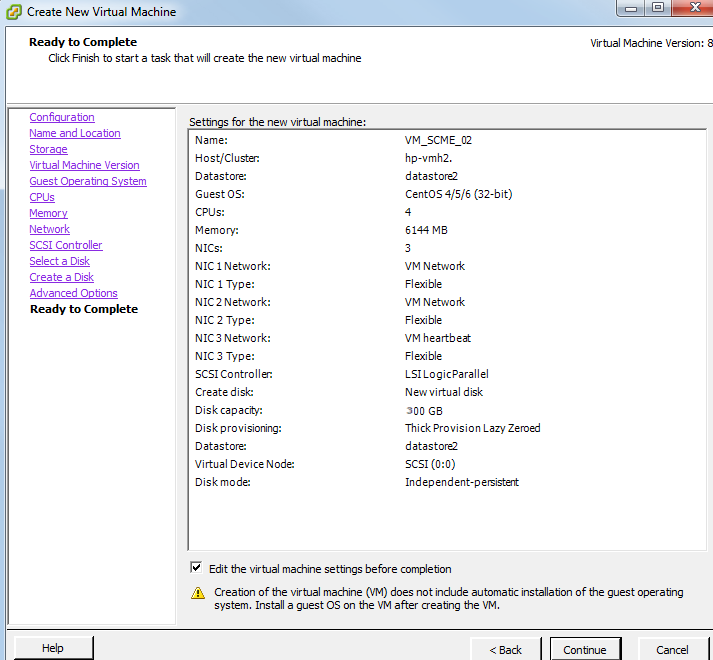 Create New Virtual Machine
Ready to Complete
Click Finish to start a task that will create the new virtual machine
Virtual Machine Version: 8
Configuration
Name and Location
Storage
Virtual Machine Version
Guest Operating System
CPUs
Memory
Network
SCSI Controller
Select a Disk
Create a Disk
Advanced Options
Ready to Complete
Settings for the new virtual machine:
Name: VM_SCME_02
Host/Cluster: hp-vmh2.
Datastore: datastore2
Guest OS: CentOS 4/5/6 (32-bit)
CPUs: 4
Memory: 6144 MB
NICs: 3
NIC 1 Network: VM Network
NIC 1 Type: Flexible
NIC 2 Network: VM Network
NIC 2 Type: Flexible
NIC 3 Network: VM heartbeat
NIC 3 Type: Flexible
SCSI Controller: LSI Logic Parallel
Create disk: New virtual disk
Disk capacity: 300 GB
Disk provisioning: Thick Provision Lazy Zeroed
Datastore: datastore2
Virtual Device Node: SCSI (0:0)
Disk mode: Independent-persistent
Edit the virtual machine settings before completion
Creation of the virtual machine (VM) does not include automatic installation of the guest operating
system. Install a guest OS on the VM after creating the VM.
Help
< Back
Continue
Cancel